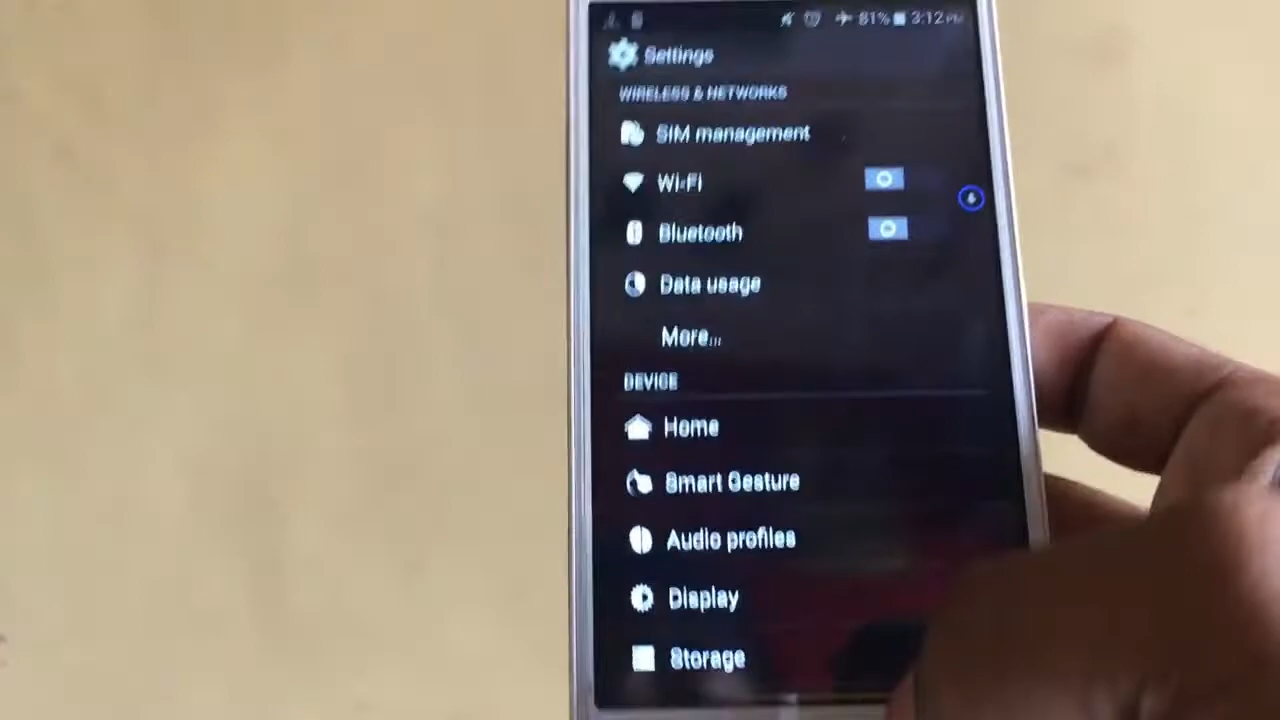 81% 3:12 PM
Settings
WIRELESS & NETWORKS
SIM management
Wi-Fi
Bluetooth
Data usage
More...
DEVICE
Home
Smart Gesture
Audio profiles
Display
Storage